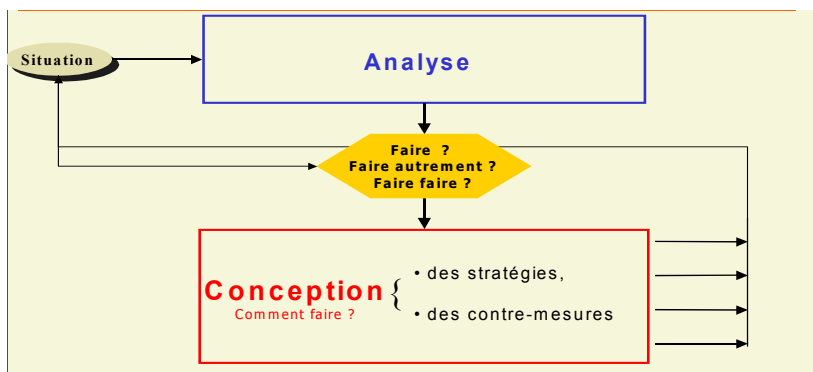 Situation
Analyse
Faire ?
Faire autrement ?
Faire faire ?
Conception {
Comment faire ?
• des stratégies,
• des contre-mesures